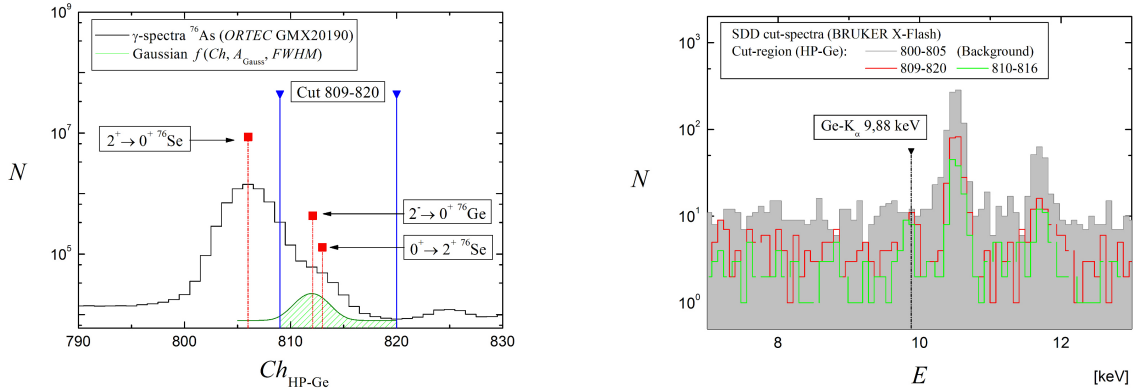 γ-spectra ⁷⁶As (ORTEC GMX20190)
Gaussian f (Ch, A_Gauss, FWHM)
Cut 809-820
2⁺→0⁺ ⁷⁶Se
2⁻→0⁺ ⁷⁶Ge
0⁺→2⁺ ⁷⁶Se
10⁹
10⁷
10⁵
N
790 800 810 820 830
Ch_HP-Ge
SDD cut-spectra (BRUKER X-Flash)
Cut-region (HP-Ge): 800-805 (Background)
809-820 810-816
Ge-K_α 9,88 keV
10³
10²
10¹
10⁰
N
8 10 12 [keV]
E